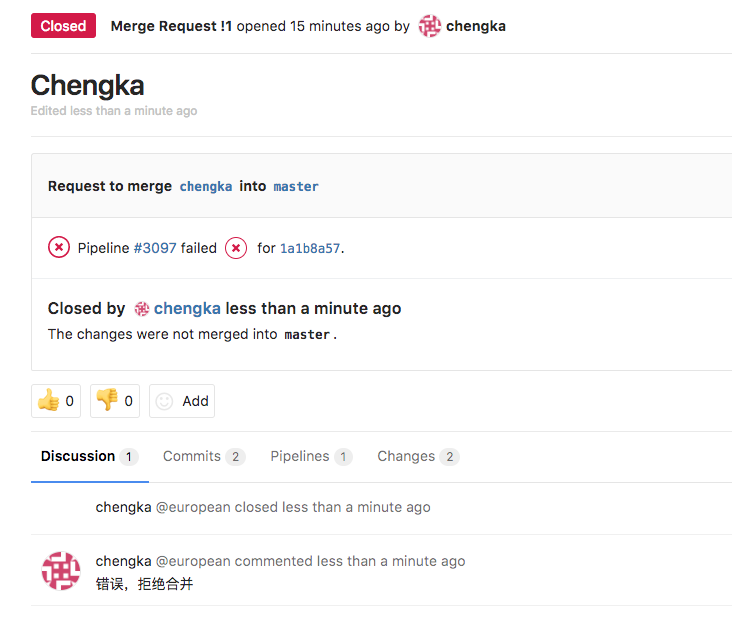 Closed Merge Request !1 opened 15 minutes ago by chengka
Chengka
Edited less than a minute ago
Request to merge chengka into master
Pipeline #3097 failed for 1a1b8a57.
Closed by chengka less than a minute ago
The changes were not merged into master.
0 0 Add
Discussion 1 Commits 2 Pipelines 1 Changes 2
chengka @european closed less than a minute ago
chengka @european commented less than a minute ago
错误，拒绝合并